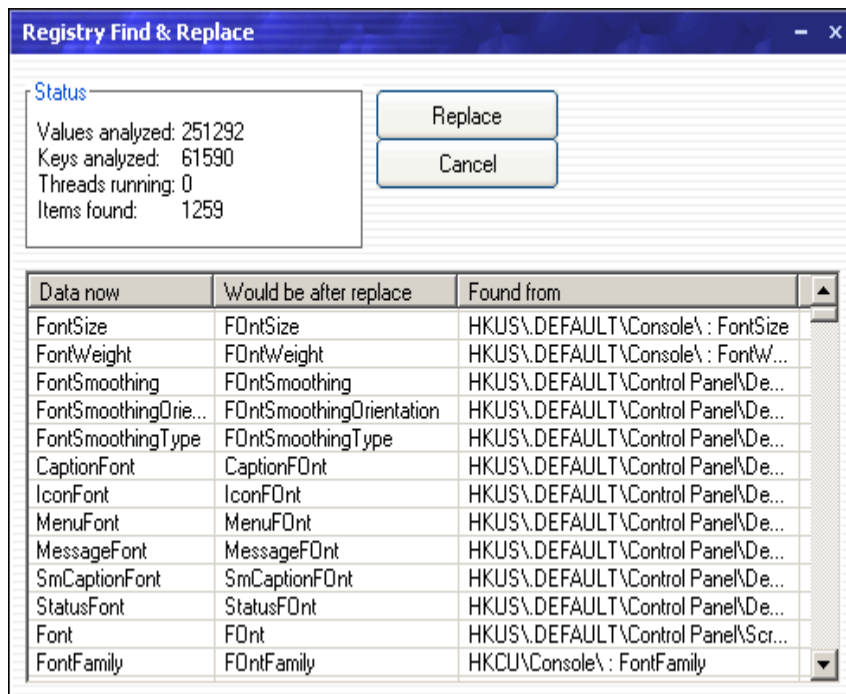 Registry Find & Replace
Status
Values analyzed: 251292
Keys analyzed: 61590
Threads running: 0
Items found: 1259
Replace
Cancel
Data now Would be after replace Found from
FontSize FOntSize HKUS\.DEFAULT\Console\ : FontSize
FontWeight FOntWeight HKUS\.DEFAULT\Console\ : FontW...
FontSmoothing FOntSmoothing HKUS\.DEFAULT\Control Panel\De...
FontSmoothingOrie... FOntSmoothingOrientation HKUS\.DEFAULT\Control Panel\De...
FontSmoothingType FOntSmoothingType HKUS\.DEFAULT\Control Panel\De...
CaptionFont CaptionFOnt HKUS\.DEFAULT\Control Panel\De...
IconFont IconFOnt HKUS\.DEFAULT\Control Panel\De...
MenuFont MenuFOnt HKUS\.DEFAULT\Control Panel\De...
MessageFont MessageFOnt HKUS\.DEFAULT\Control Panel\De...
SmCaptionFont SmCaptionFOnt HKUS\.DEFAULT\Control Panel\De...
StatusFont StatusFOnt HKUS\.DEFAULT\Control Panel\De...
Font FOnt HKUS\.DEFAULT\Control Panel\Scr...
FontFamily FOntFamily HKCU\Console\ : FontFamily